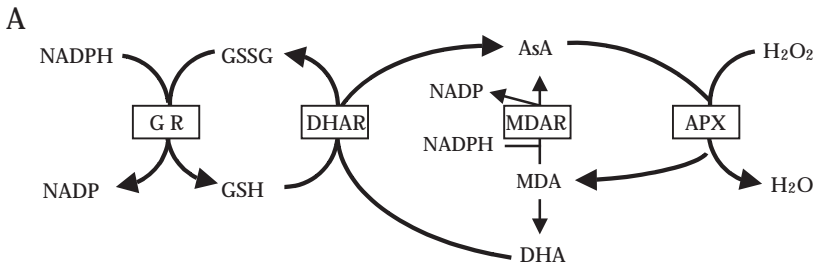 A
NADPH GSSG AsA H₂O₂
NADP
G R DHAR MDAR APX
NADPH
NADP GSH MDA H₂O
DHA